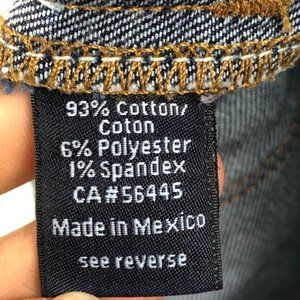 93% Cotton/
Coton
6% Polyester
1% Spandex
CA#56445
Made in Mexico
see reverse